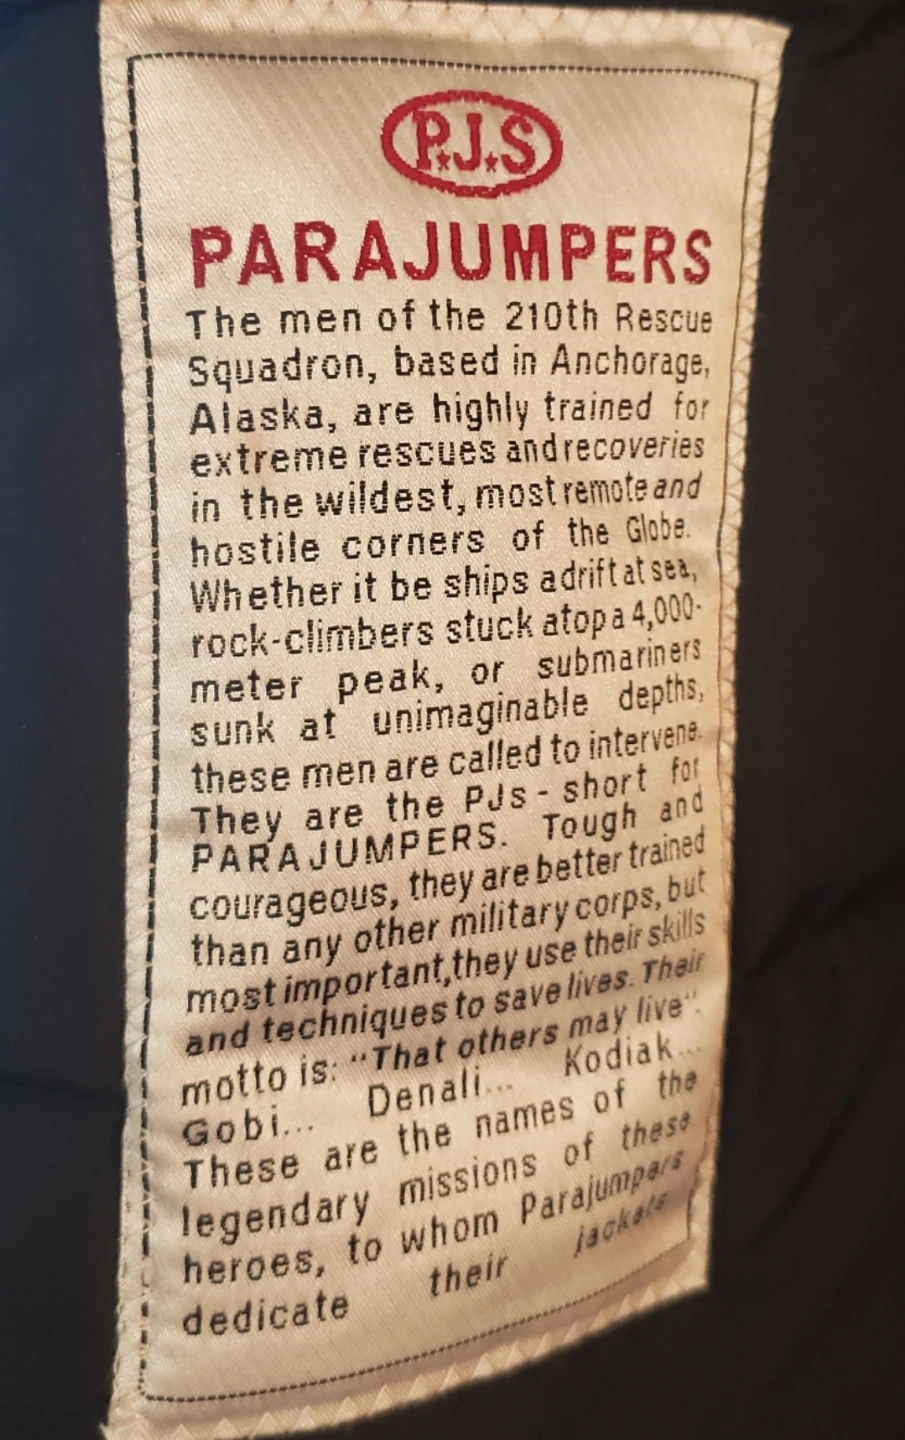 P.J.S
PARAJUMPERS
The men of the 210th Rescue
Squadron, based in Anchorage,
Alaska, are highly trained for
extreme rescues and recoveries
in the wildest, most remote and
hostile corners of the Globe.
Whether it be ships adrift at sea,
rock-climbers stuck atop a 4,000-
meter peak, or submariners
sunk at unimaginable depths,
these men are called to intervene.
They are the PJs - short for
PARAJUMPERS. Tough and
courageous, they are better trained
than any other military corps, but
most important,they use their skills
and techniques to save lives. Their
motto is: "That others may live".
Gobi... Denali... Kodiak...
These are the names of the
legendary missions of these
heroes, to whom Parajumpers
dedicate their jackets.